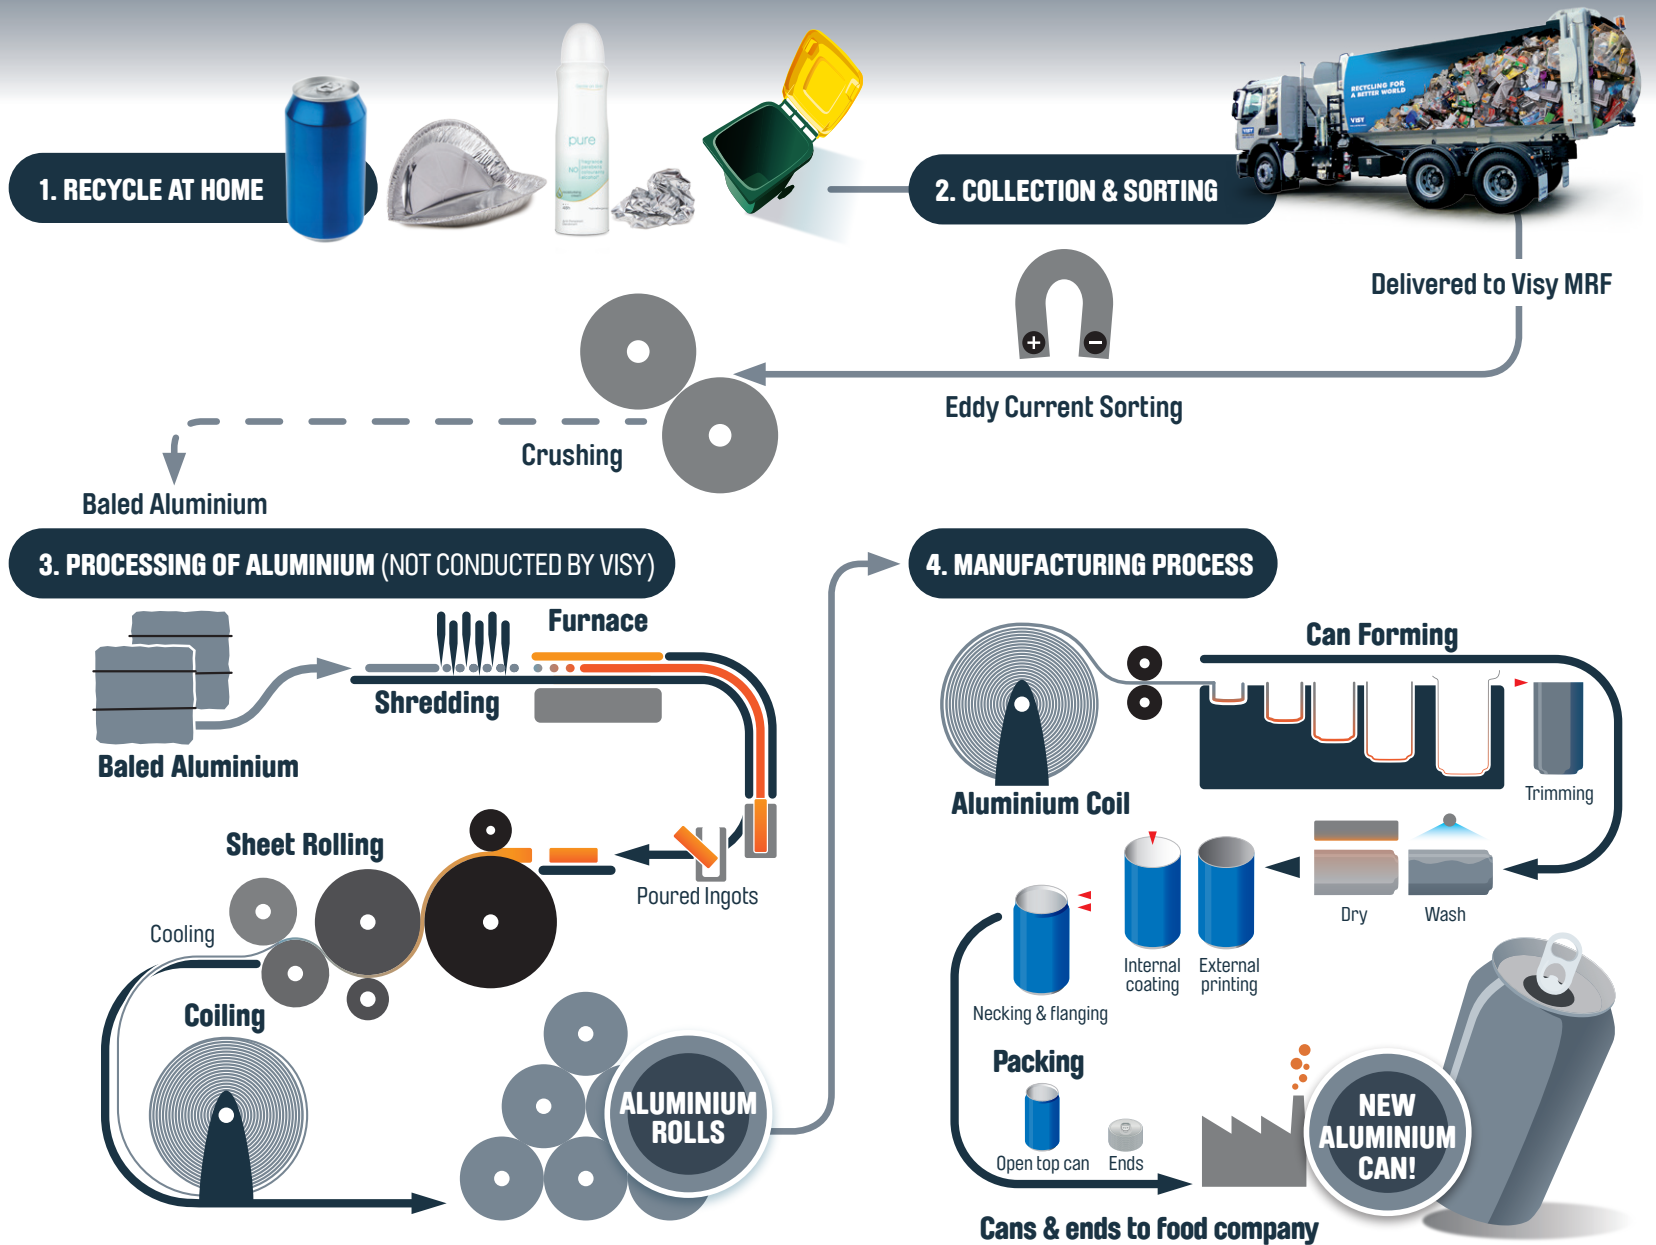 1. RECYCLE AT HOME
pure
2. COLLECTION & SORTING
RECYCLING FOR
A BETTER WORLD
VISY
Delivered to Visy MRF
Eddy Current Sorting
Crushing
Baled Aluminium
3. PROCESSING OF ALUMINIUM (NOT CONDUCTED BY VISY)
Furnace
Shredding
Baled Aluminium
Poured Ingots
Sheet Rolling
Cooling
Coiling
ALUMINIUM
ROLLS
4. MANUFACTURING PROCESS
Can Forming
Aluminium Coil
Trimming
Dry
Wash
Internal
coating
External
printing
Necking & flanging
Packing
Open top can
Ends
Cans & ends to food company
NEW
ALUMINIUM
CAN!